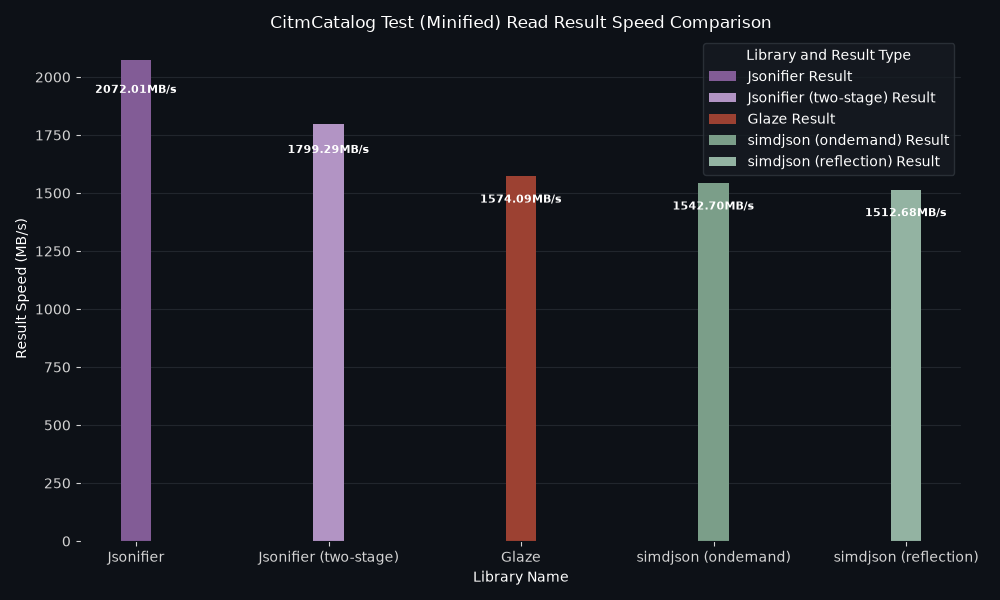 CitmCatalog Test (Minified) Read Result Speed Comparison
Library and Result Type
Jsonifier Result
Jsonifier (two-stage) Result
Glaze Result
simdjson (ondemand) Result
simdjson (reflection) Result
Result Speed (MB/s)
2000
1750
1500
1250
1000
750
500
250
0
2072.01MB/s
1799.29MB/s
1574.09MB/s
1542.70MB/s
1512.68MB/s
Jsonifier
Jsonifier (two-stage)
Glaze
simdjson (ondemand)
simdjson (reflection)
Library Name